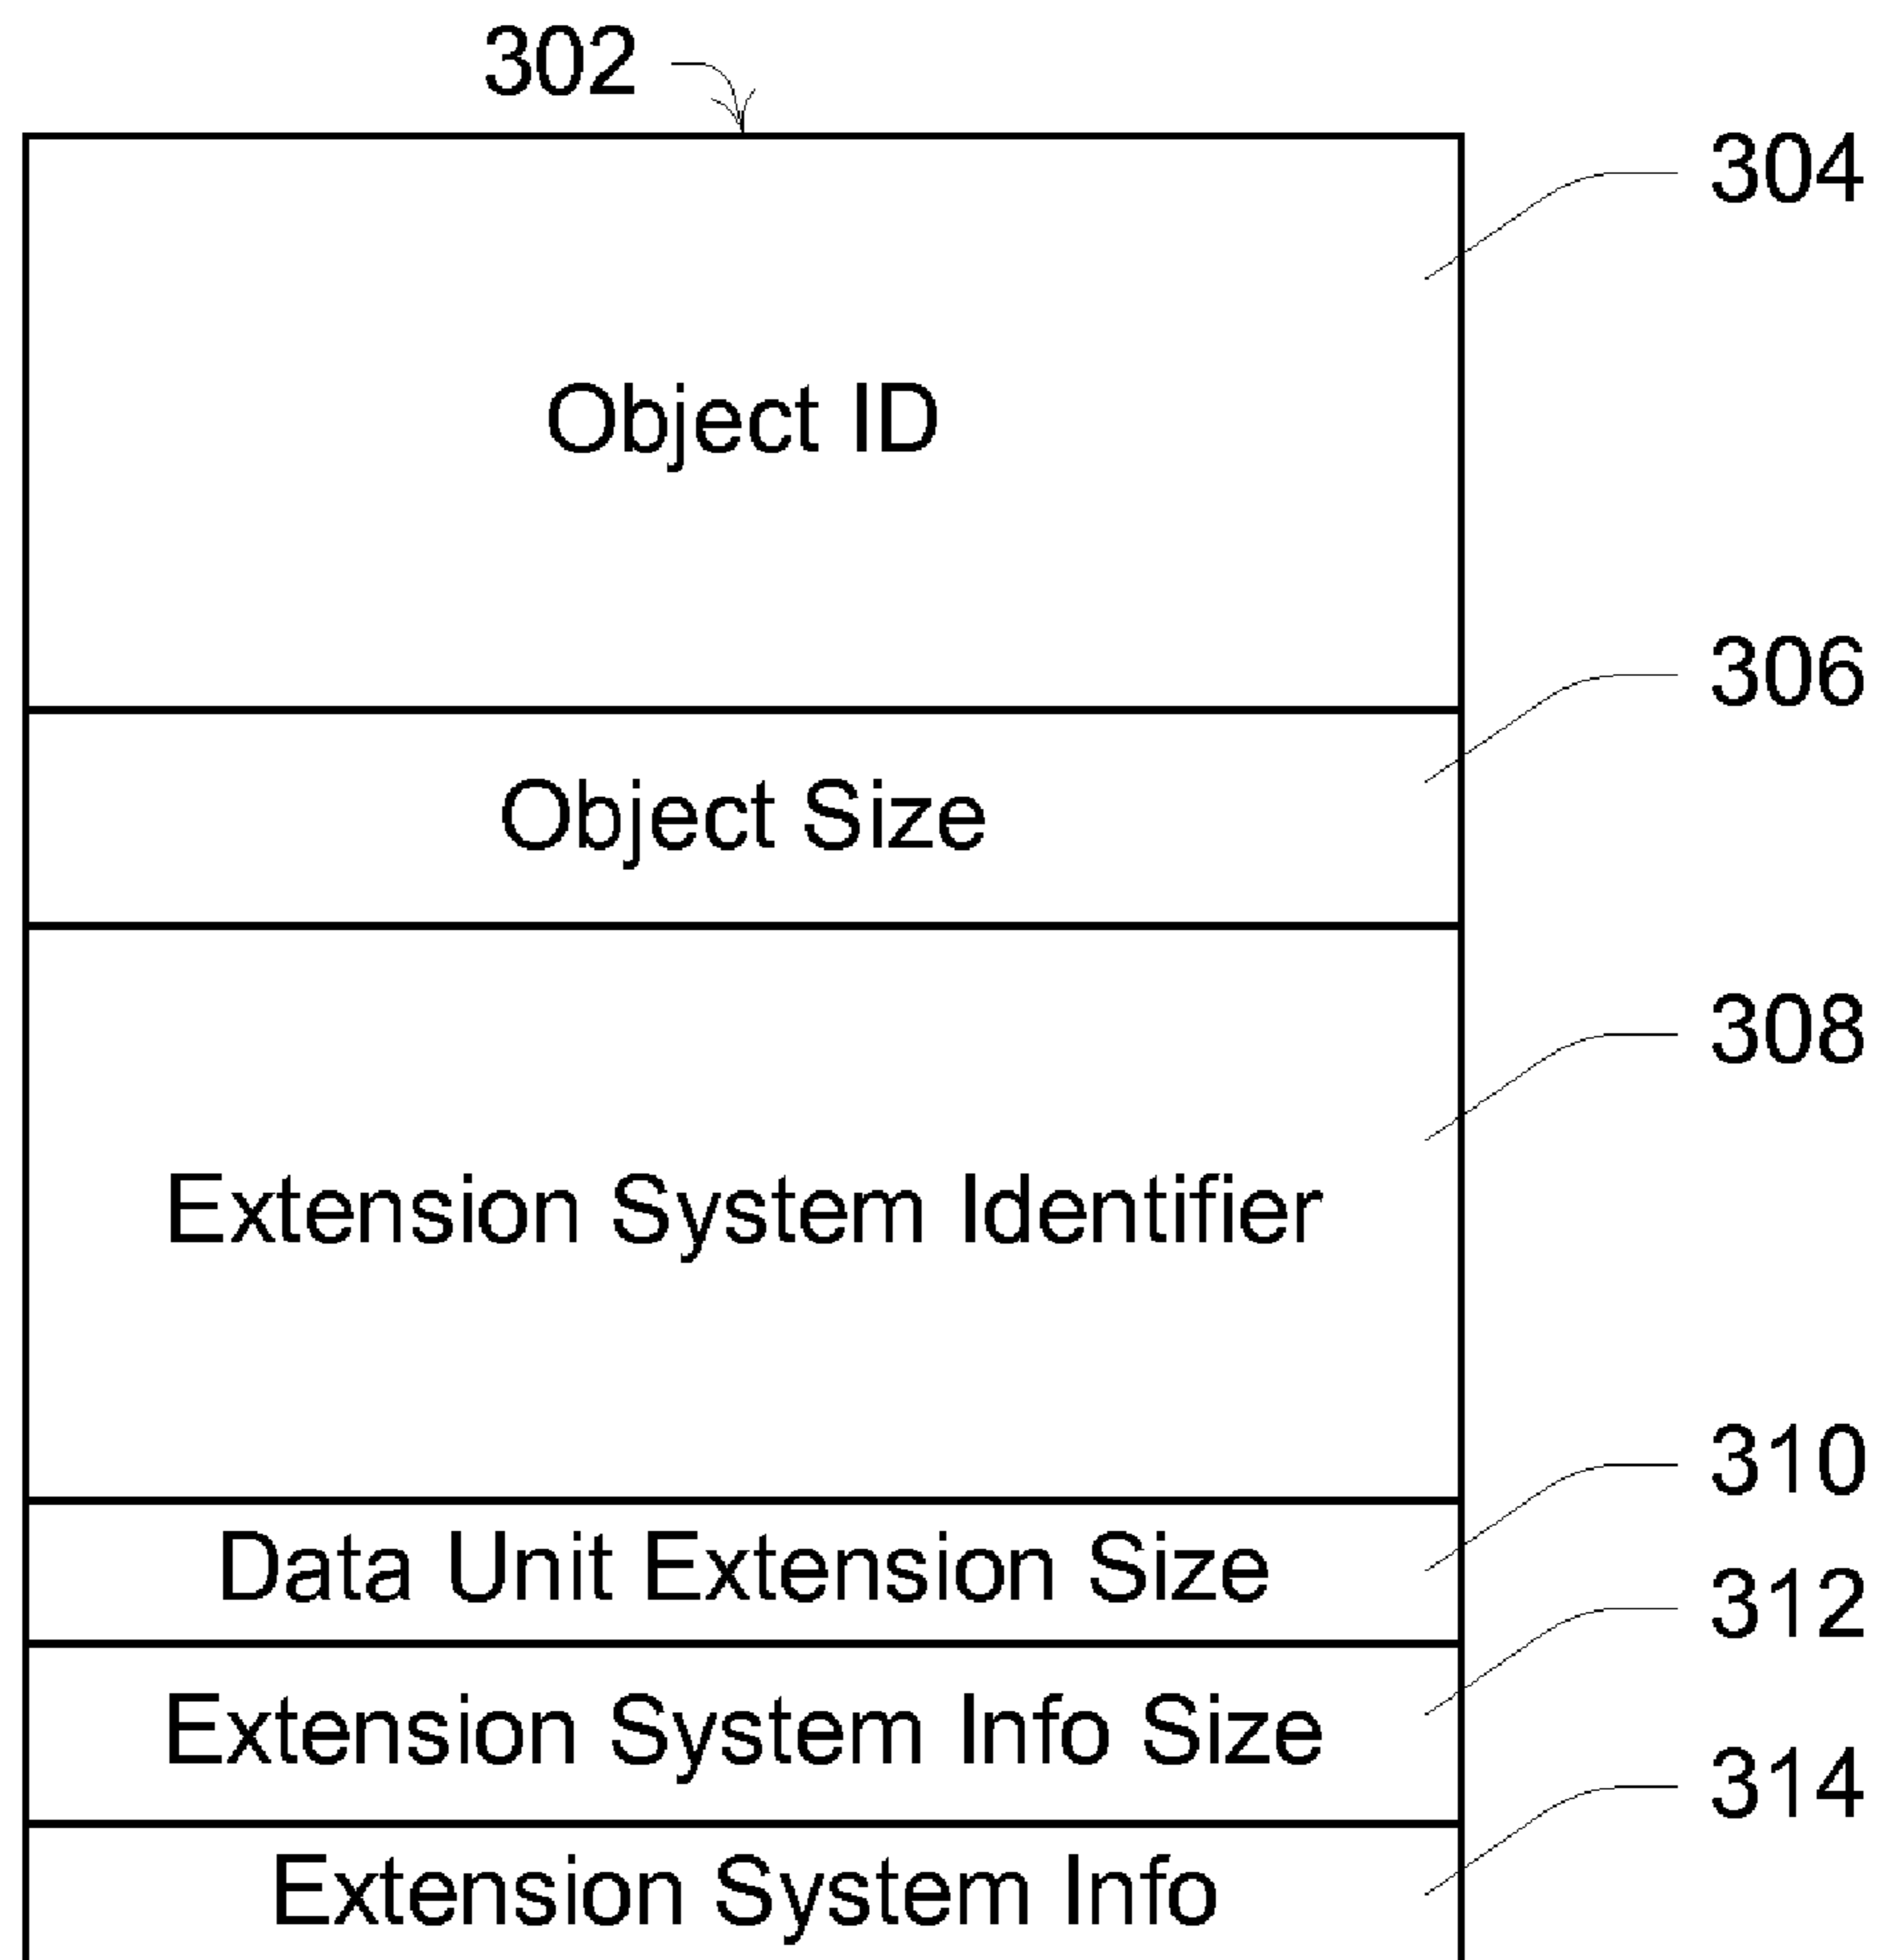 302
304
Object ID
306
Object Size
308
Extension System Identifier
310
Data Unit Extension Size
312
Extension System Info Size
314
Extension System Info